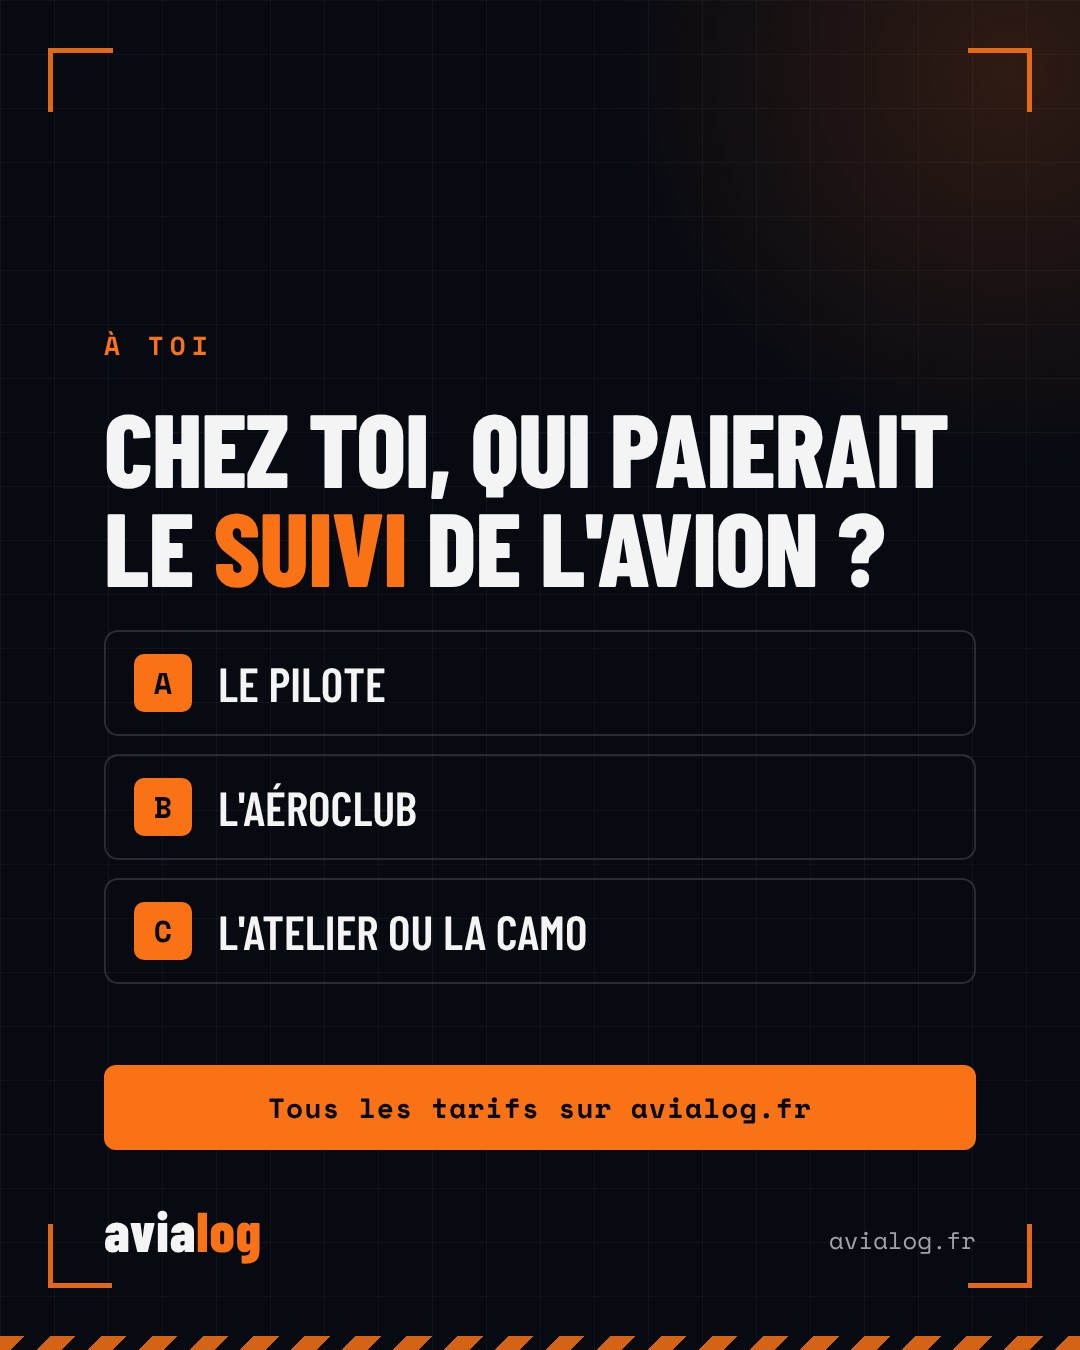 À TOI
CHEZ TOI, QUI PAIERAIT
LE SUIVI DE L'AVION ?
A LE PILOTE
B L'AÉROCLUB
C L'ATELIER OU LA CAMO
Tous les tarifs sur avialog.fr
avialog
avialog.fr